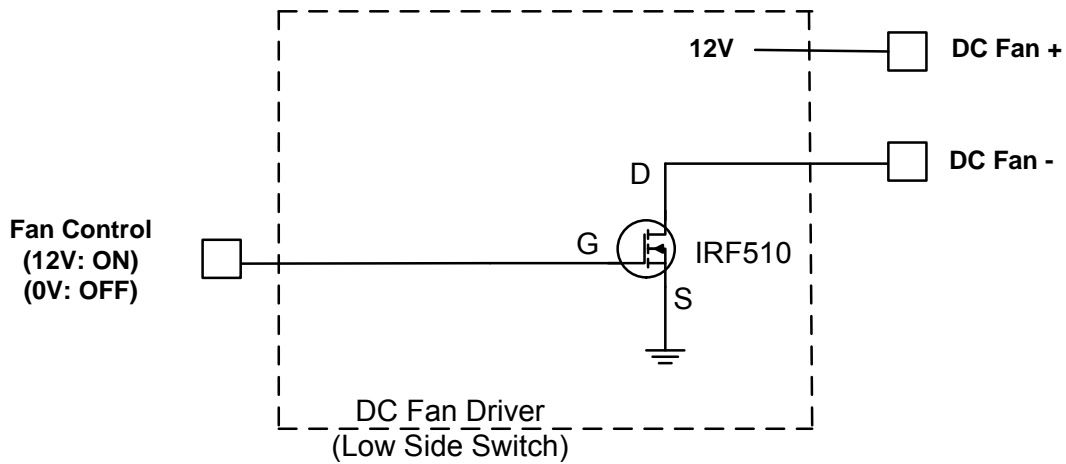 12V
DC Fan +
DC Fan -
D
Fan Control
(12V: ON)
(0V: OFF)
G
IRF510
S
DC Fan Driver
(Low Side Switch)